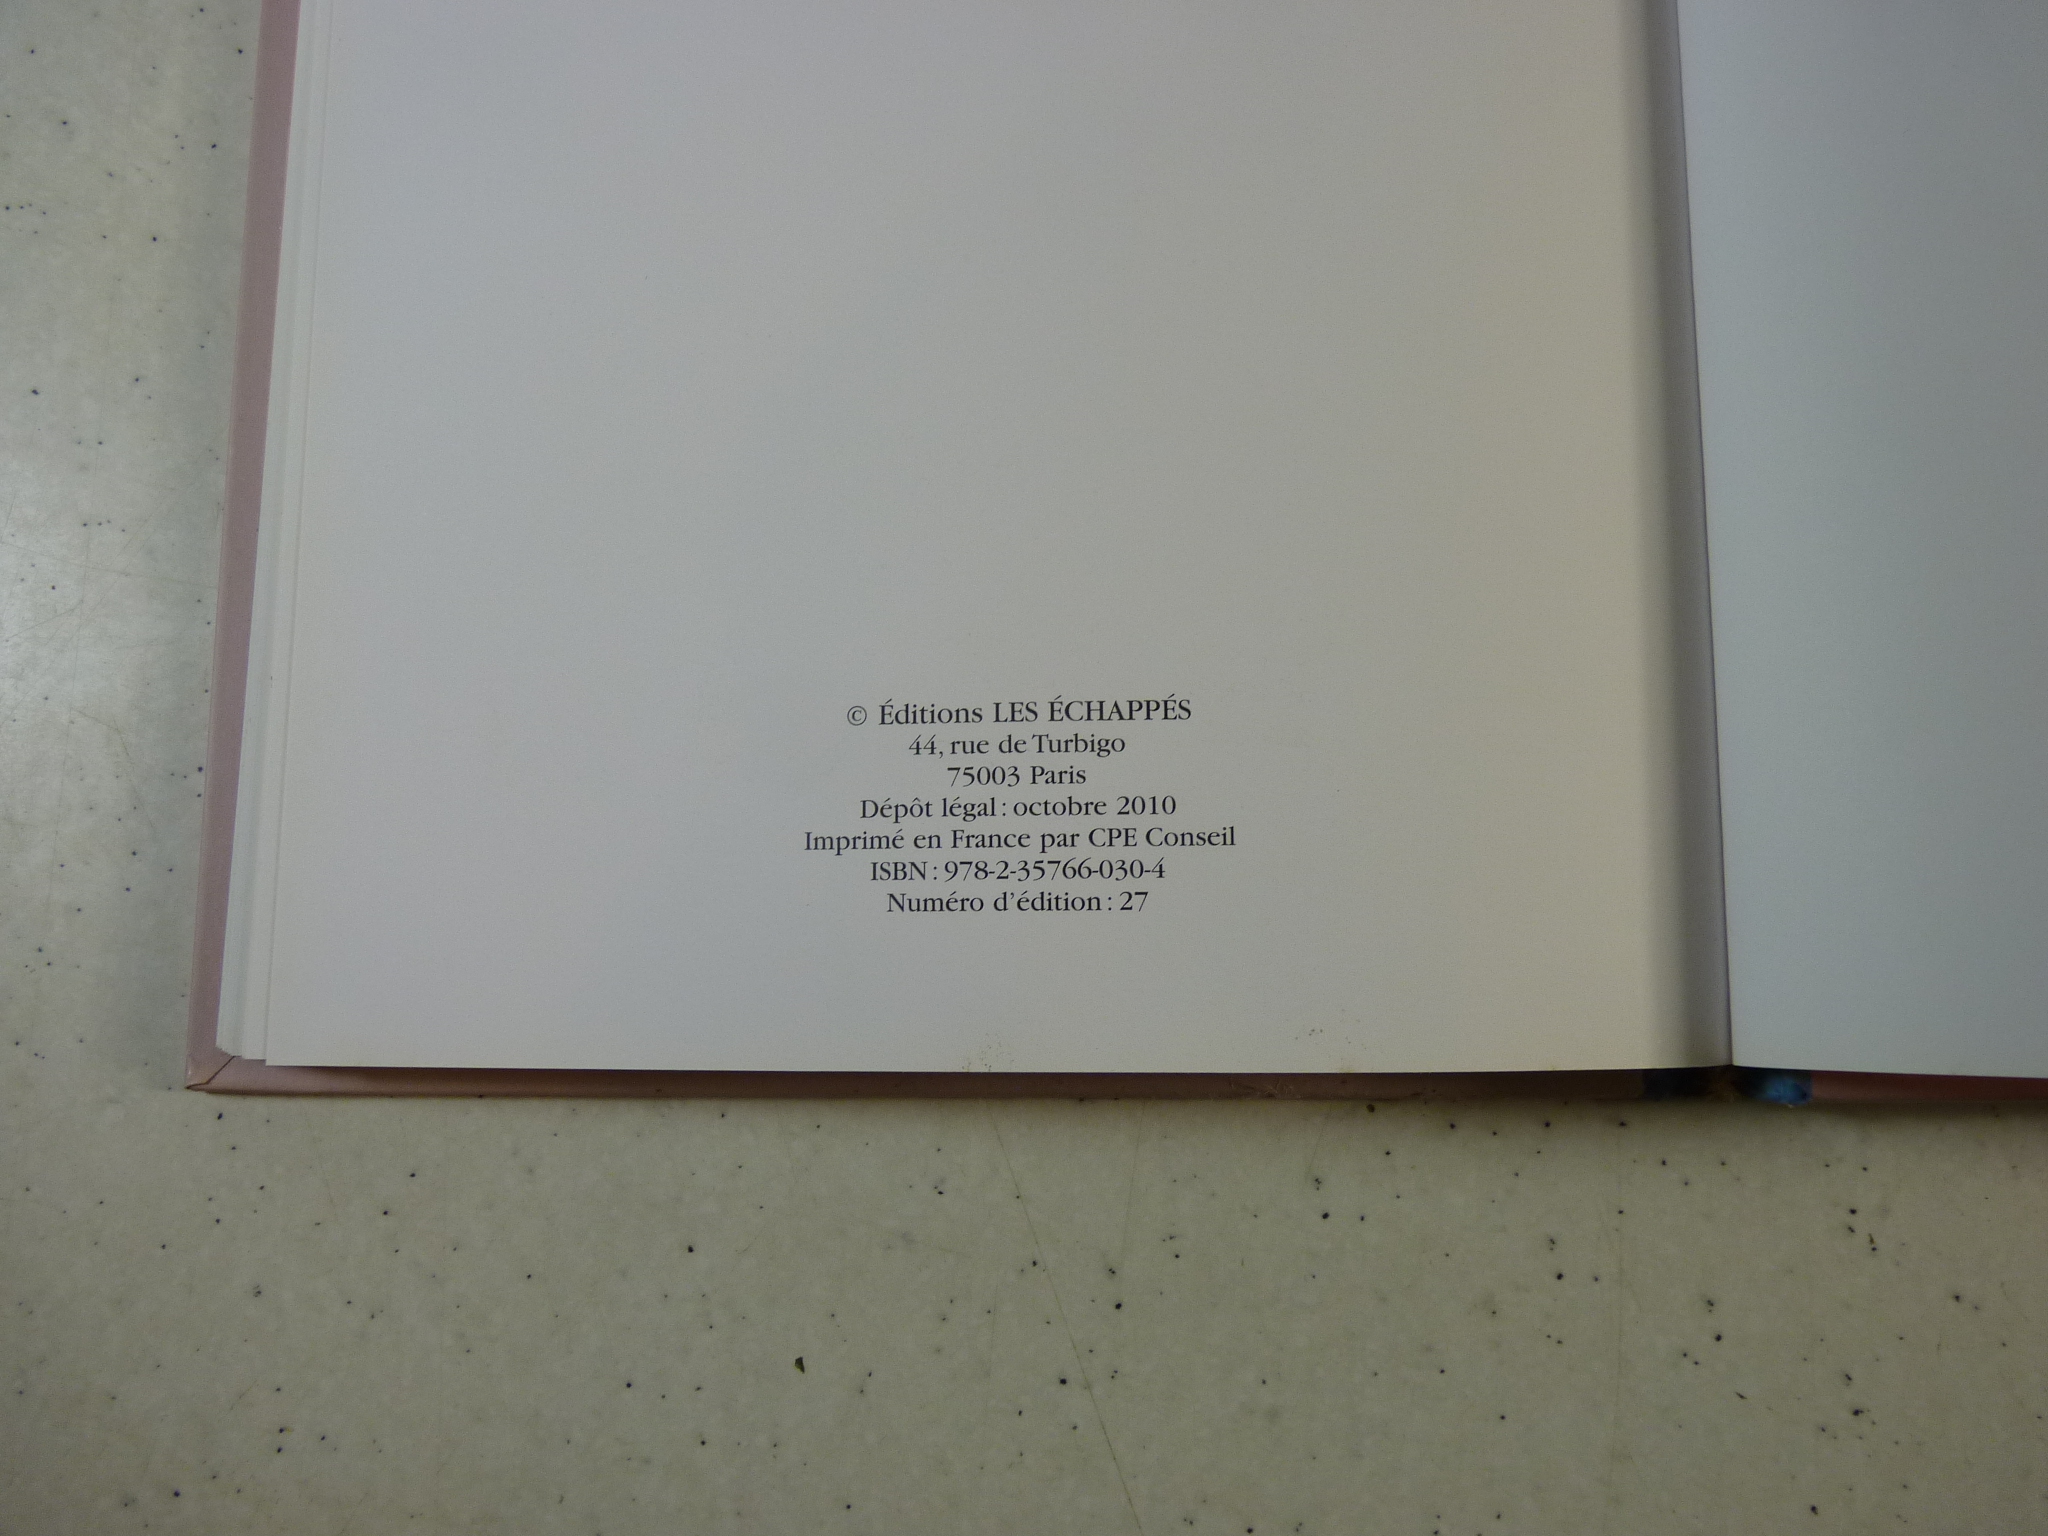 © Éditions LES ÉCHAPPÉS
44, rue de Turbigo
75003 Paris
Dépôt légal : octobre 2010
Imprimé en France par CPE Conseil
ISBN : 978-2-35766-030-4
Numéro d'édition : 27